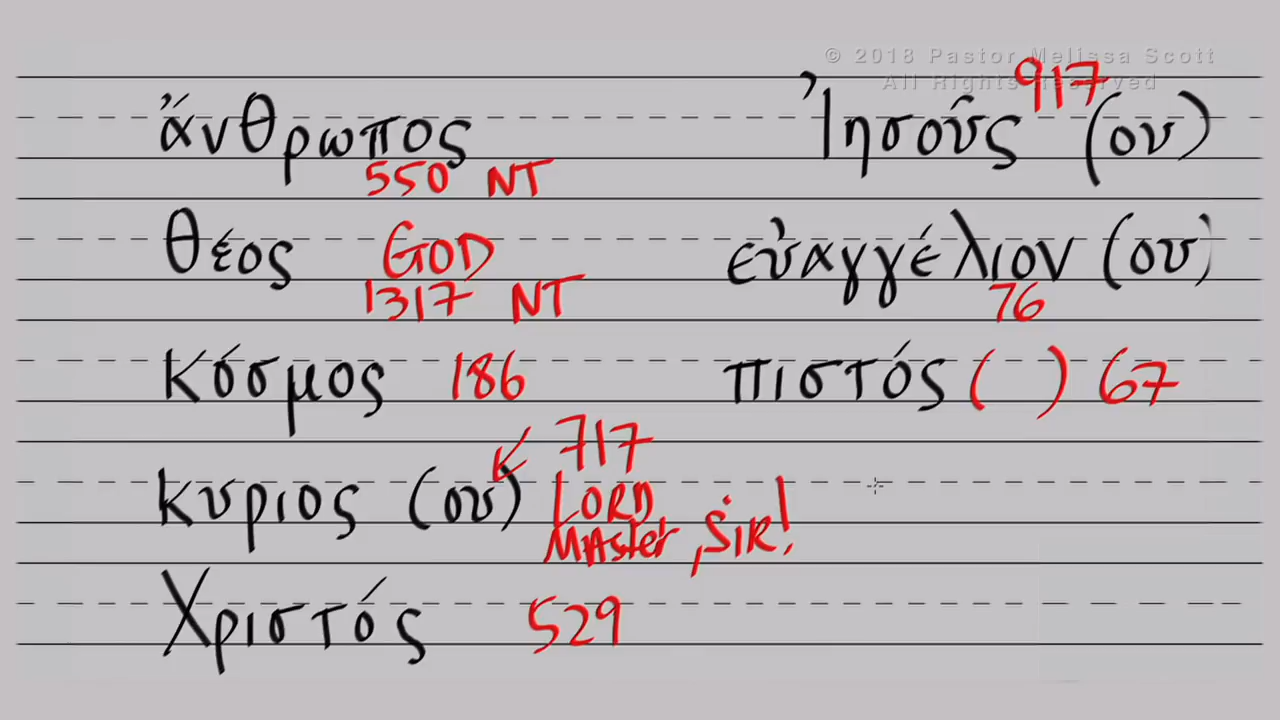 © 2018 Pastor Melissa Scott
All Rights Reserved
ἄνθρωπος
550 NT
θέος GOD
1317 NT
κόσμος 186
κυριος (ου) 717
LORD,
MAster, SIR!
Χριστός 529
Ἰησοῦς (ου) 917
εὐαγγέλιον (ου)
76
πιστός ( ) 67